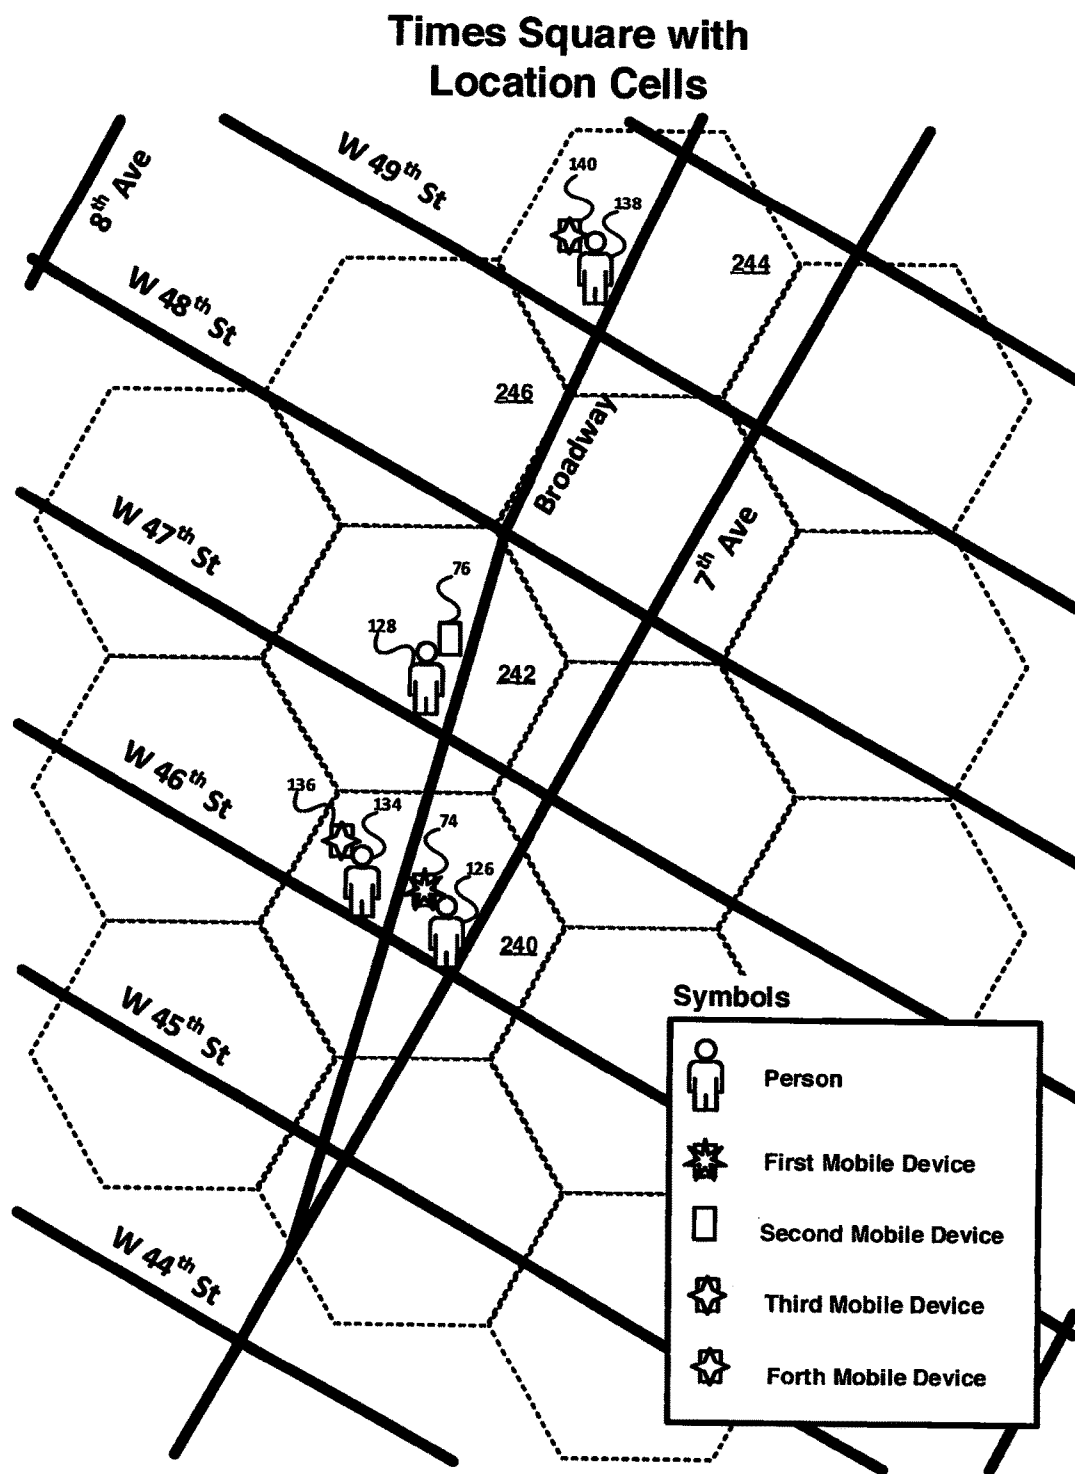 Times Square with
Location Cells
8th Ave
W 49th St
140
138
244
W 48th St
246
Broadway
W 47th St
7th Ave
76
128
242
W 46th St
136
134
74
126
240
W 45th St
Symbols
Person
First Mobile Device
Second Mobile Device
W 44th St
Third Mobile Device
Forth Mobile Device